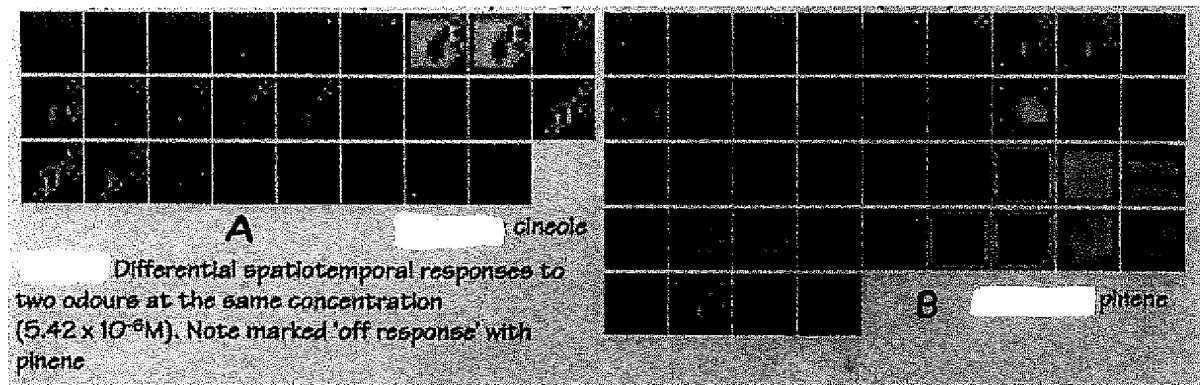 A
cineole
Differential spatiotemporal responses to
two odours at the same concentration
(5.42 x 10⁻⁶M). Note marked 'off response' with
pinene
B
pinene